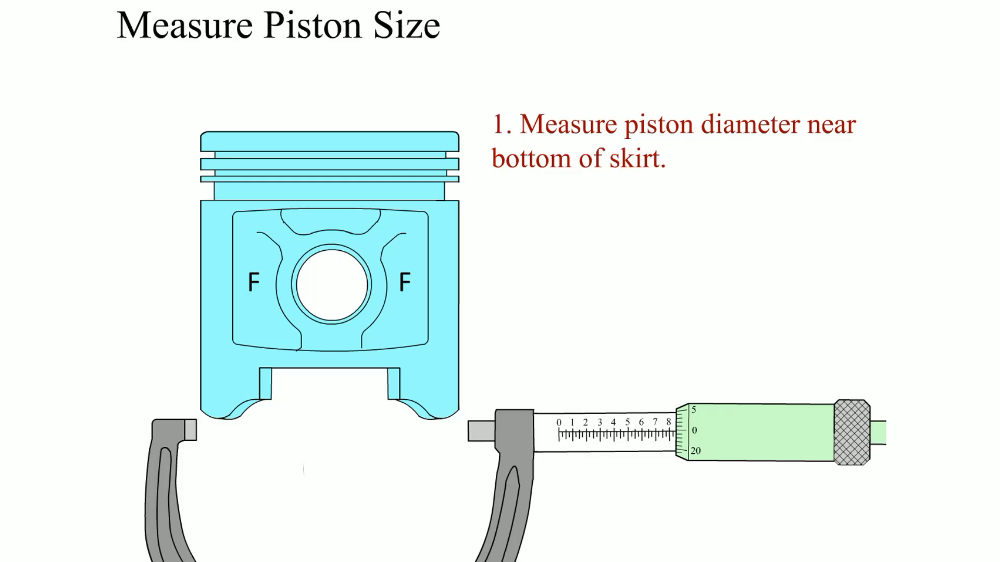 Measure Piston Size
1. Measure piston diameter near
bottom of skirt.
F F
0 1 2 3 4 5 6 7 8
5
0
20